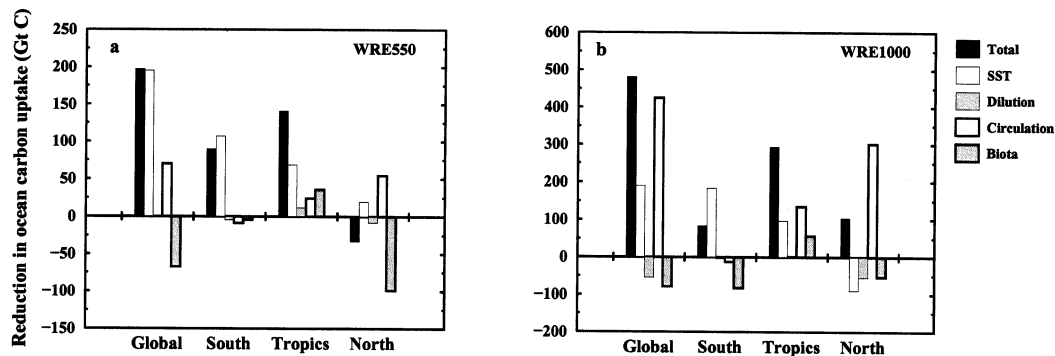 Reduction in ocean carbon uptake (Gt C)
250
200
150
100
50
0
−50
−100
−150
a
WRE550
Global South Tropics North
600
500
400
300
200
100
0
−100
−200
b
WRE1000
Global South Tropics North
Total
SST
Dilution
Circulation
Biota